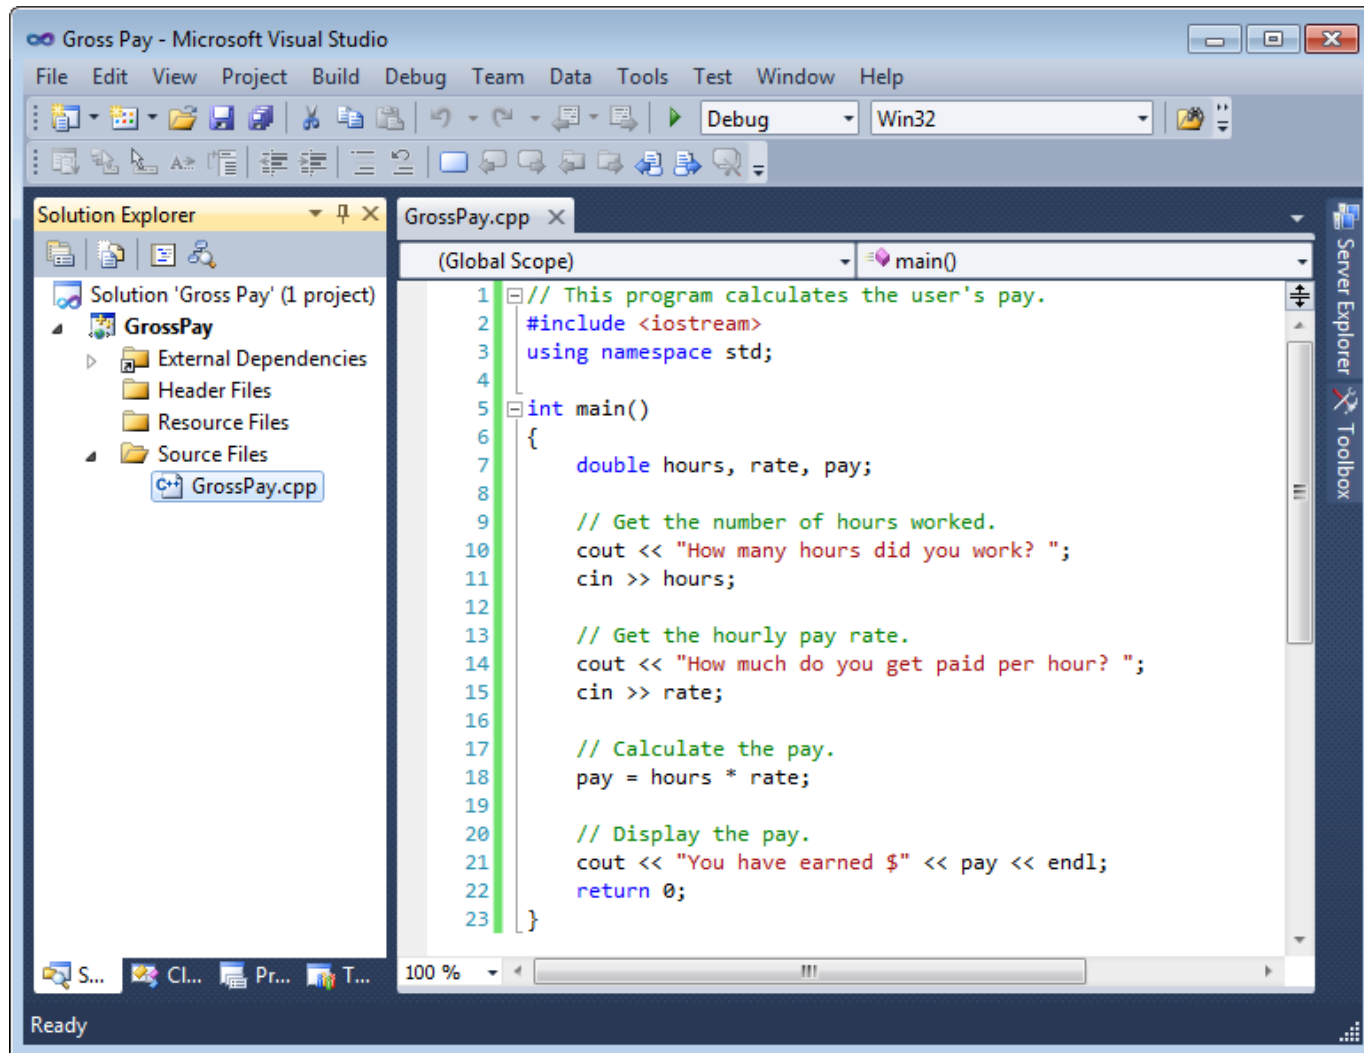 Gross Pay - Microsoft Visual Studio
File Edit View Project Build Debug Team Data Tools Test Window Help
Debug Win32
Solution Explorer
Solution 'Gross Pay' (1 project)
GrossPay
External Dependencies
Header Files
Resource Files
Source Files
C++ GrossPay.cpp
S... Cl... Pr... T...
GrossPay.cpp
(Global Scope) main()
1 // This program calculates the user's pay.
2 #include <iostream>
3 using namespace std;
4
5 int main()
6 {
7 double hours, rate, pay;
8
9 // Get the number of hours worked.
10 cout << "How many hours did you work? ";
11 cin >> hours;
12
13 // Get the hourly pay rate.
14 cout << "How much do you get paid per hour? ";
15 cin >> rate;
16
17 // Calculate the pay.
18 pay = hours * rate;
19
20 // Display the pay.
21 cout << "You have earned $" << pay << endl;
22 return 0;
23 }
100 %
Server Explorer
Toolbox
Ready